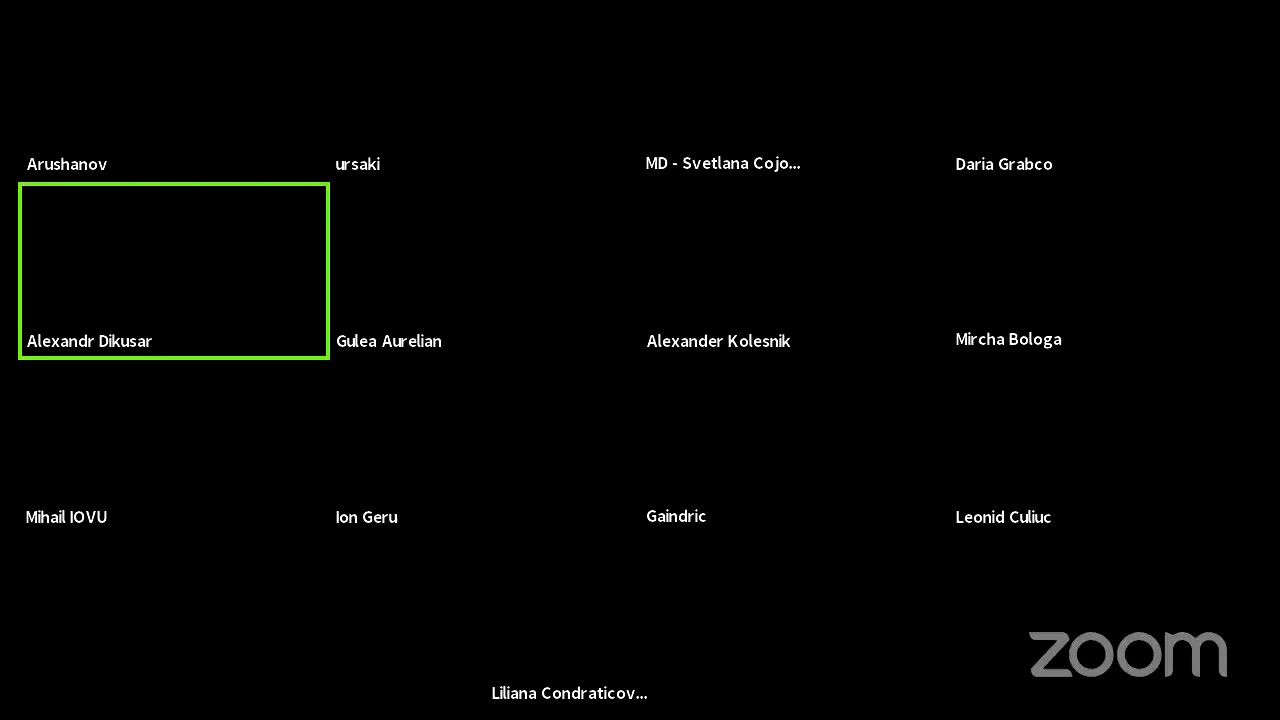 Arushanov
ursaki
MD - Svetlana Cojo...
Daria Grabco
Alexandr Dikusar
Gulea Aurelian
Alexander Kolesnik
Mircha Bologa
Mihail IOVU
Ion Geru
Gaindric
Leonid Culiuc
zoom
Liliana Condraticov...